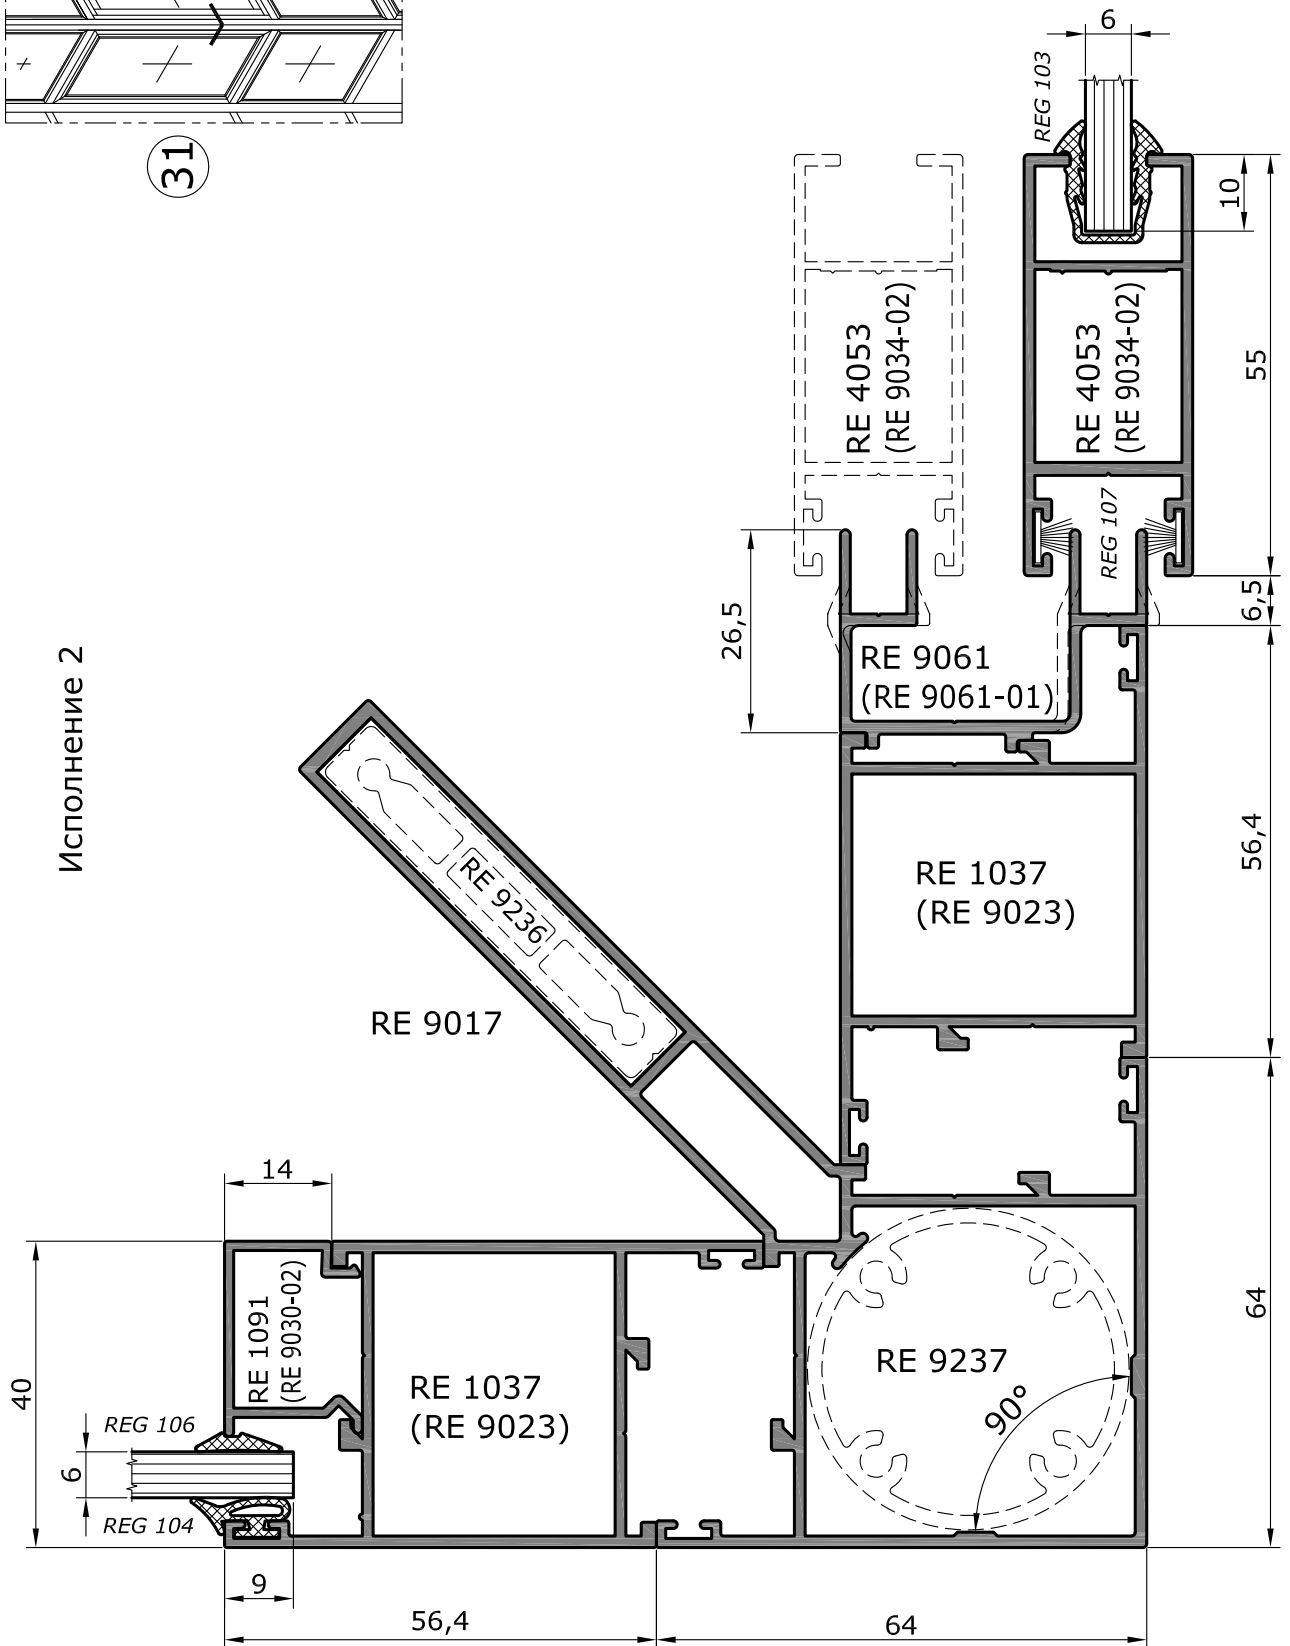 31
Исполнение 2
6
REG 103
10
55
RE 4053
(RE 9034-02)
RE 4053
(RE 9034-02)
REG 107
6,5
26,5
RE 9061
(RE 9061-01)
56,4
RE 1037
(RE 9023)
RE 9236
RE 9017
14
40
RE 1091
(RE 9030-02)
RE 1037
(RE 9023)
RE 9237
90°
64
REG 106
6
REG 104
9
56,4
64